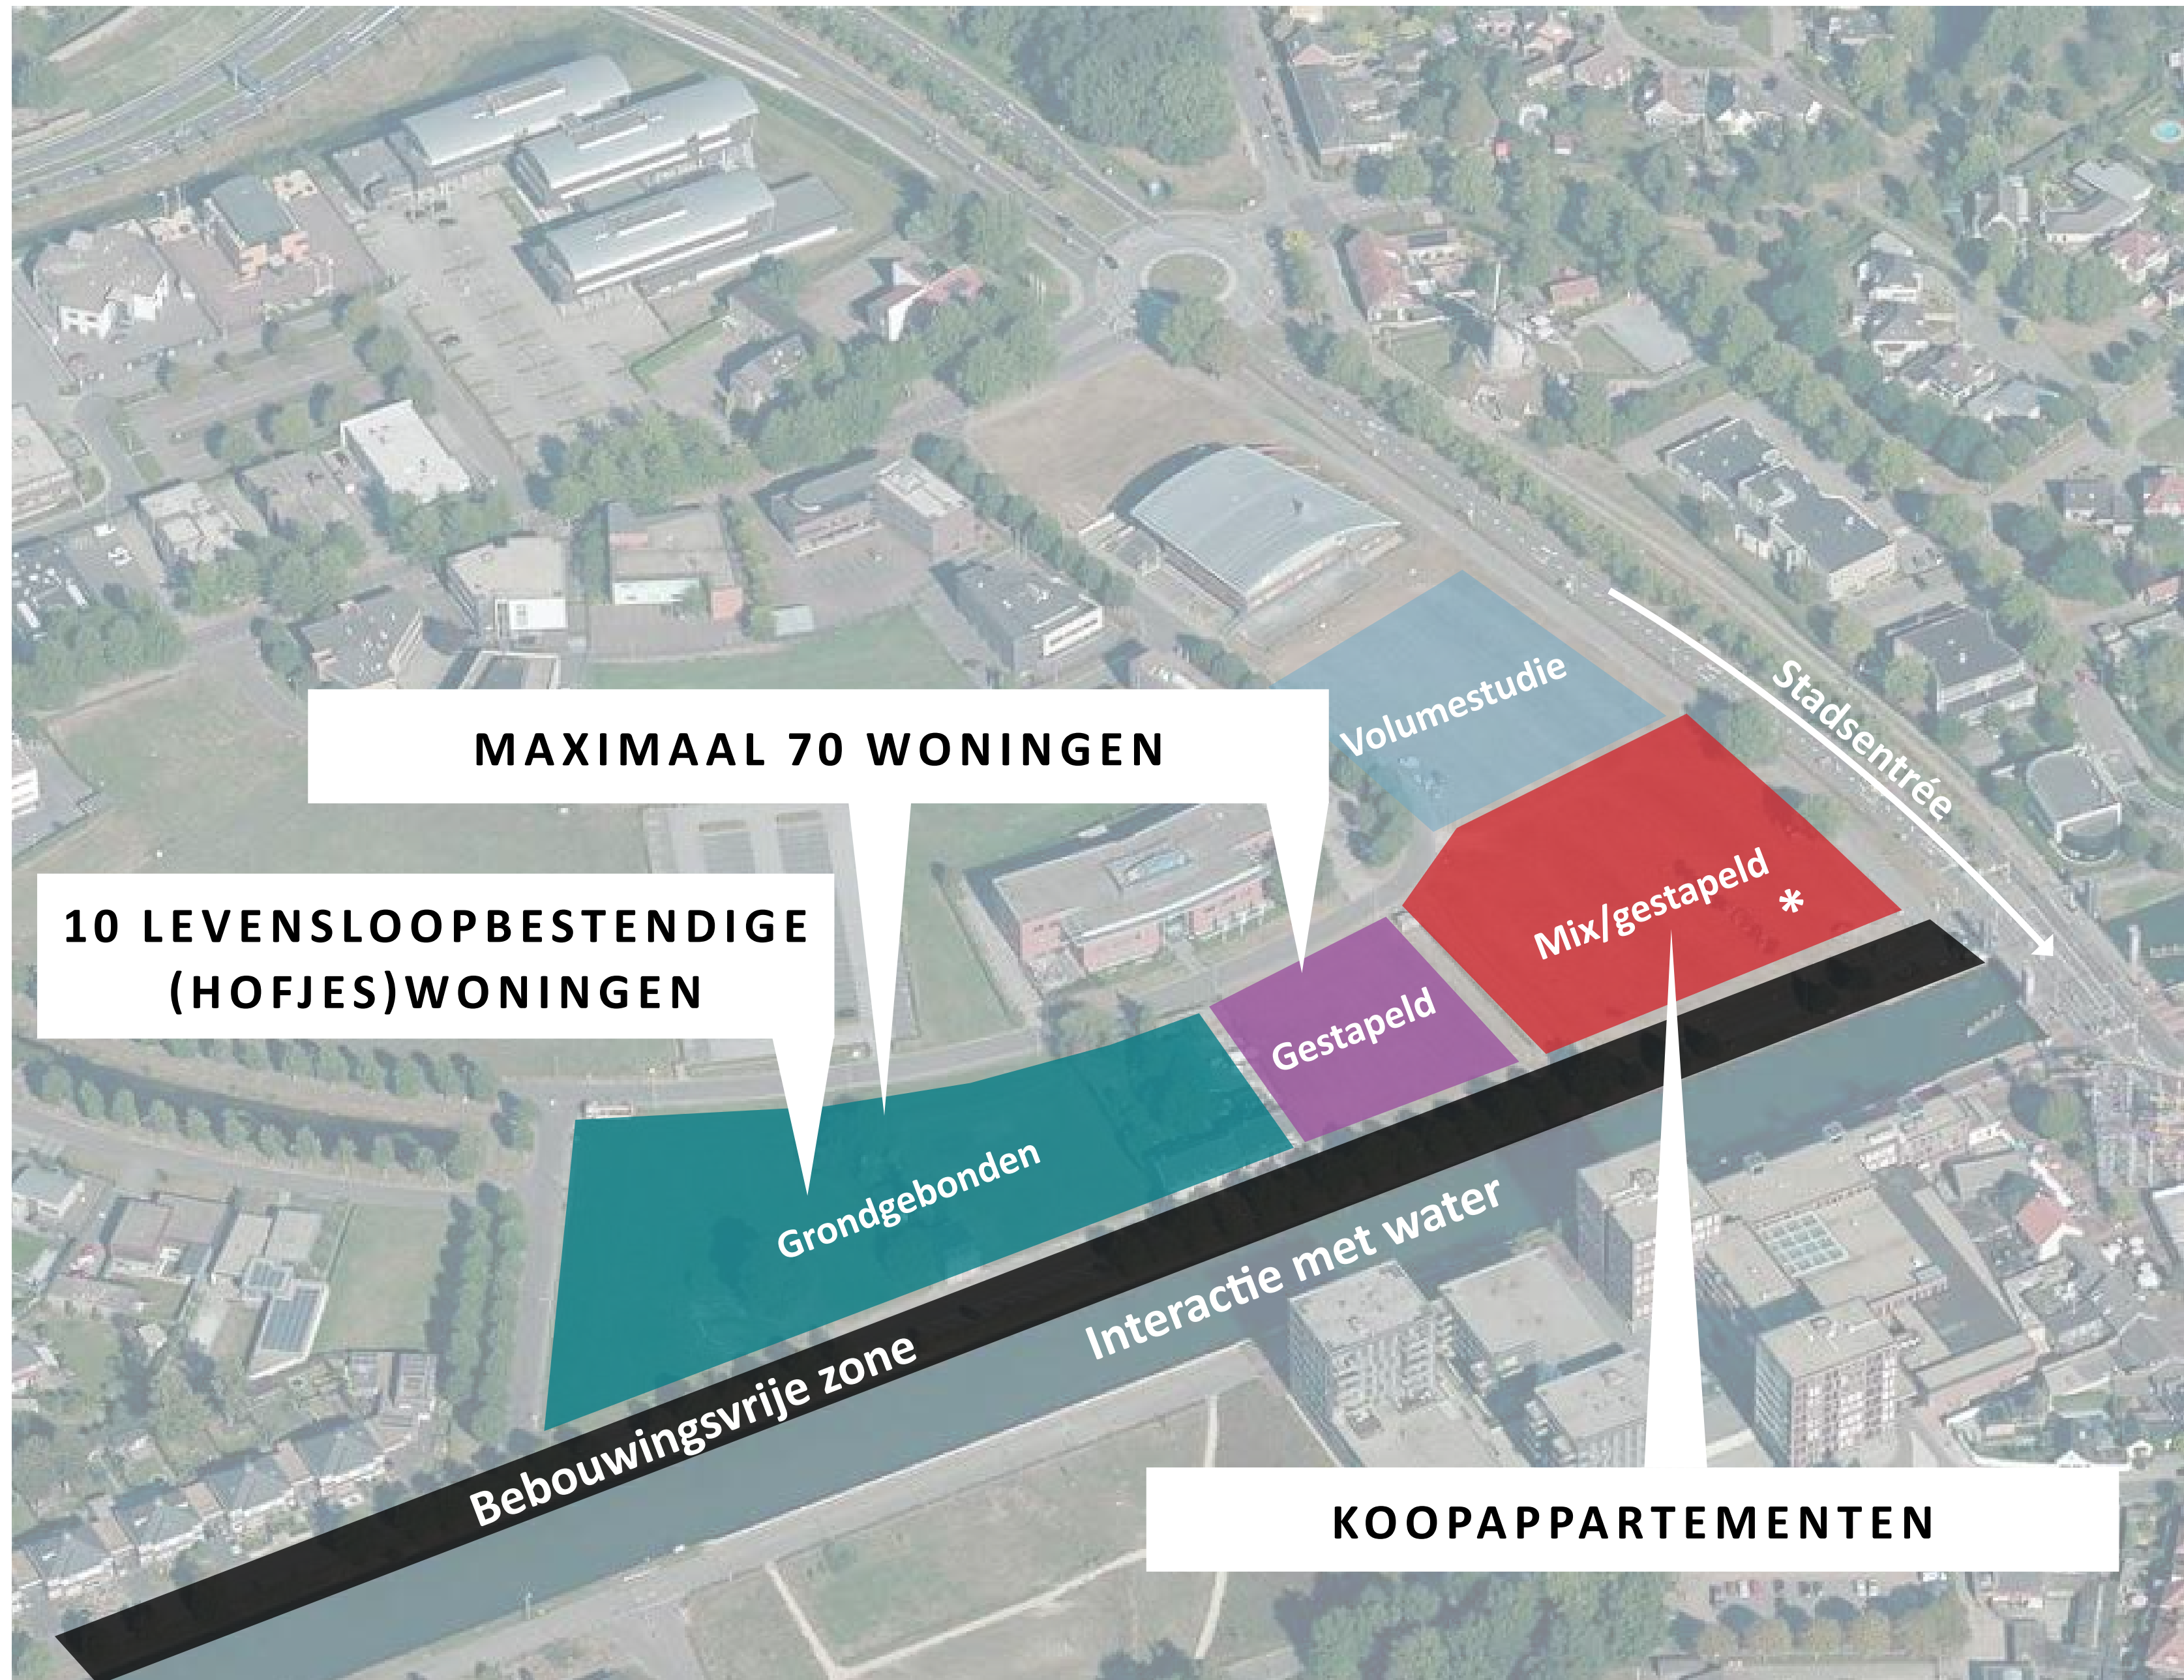 Volumestudie
Stadsentrée
MAXIMAAL 70 WONINGEN
Mix/gestapeld
*
10 LEVENSLOOPBESTENDIGE
(HOFJES)WONINGEN
Gestapeld
Grondgebonden
Interactie met water
Bebouwingsvrije zone
KOOPAPPARTEMENTEN